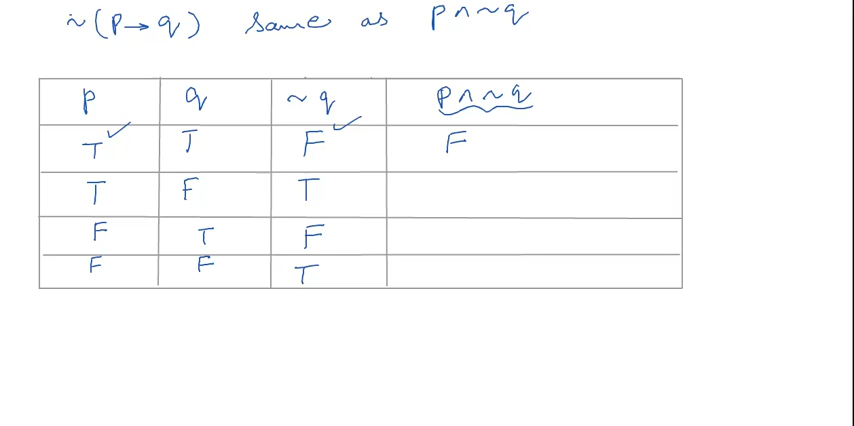 ~(p→q) same as p∧~q
p q ~q p∧~q
T ✓ T F ✓ F
T F T
F T F
F F T